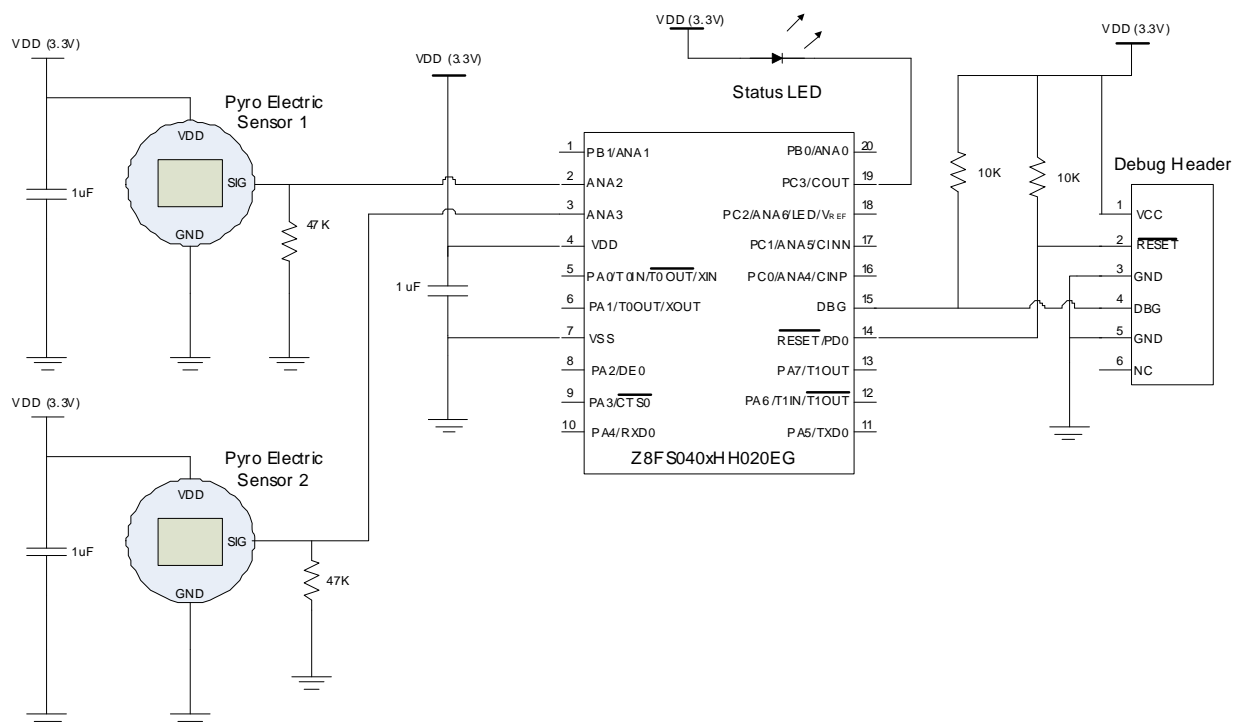 VDD (3.3V)
Pyro Electric
Sensor 1
VDD
SIG
GND
1uF
47K
VDD (3.3V)
1 uF
VDD (3.3V)
Status LED
VDD (3.3V)
10K
10K
Debug Header
1 VCC
2 RESET
3 GND
4 DBG
5 GND
6 NC
1 PB1/ANA1
2 ANA2
3 ANA3
4 VDD
5 PA0/T0IN/T0OUT/XIN
6 PA1/T0OUT/XOUT
7 VSS
8 PA2/DE0
9 PA3/CTS0
10 PA4/RXD0
PB0/ANA0 20
PC3/COUT 19
PC2/ANA6/LED/VREF 18
PC1/ANA5/CINN 17
PC0/ANA4/CINP 16
DBG 15
RESET/PD0 14
PA7/T1OUT 13
PA6/T1IN/T1OUT 12
PA5/TXD0 11
Z8FS040xHH020EG
VDD (3.3V)
Pyro Electric
Sensor 2
VDD
SIG
GND
1uF
47K